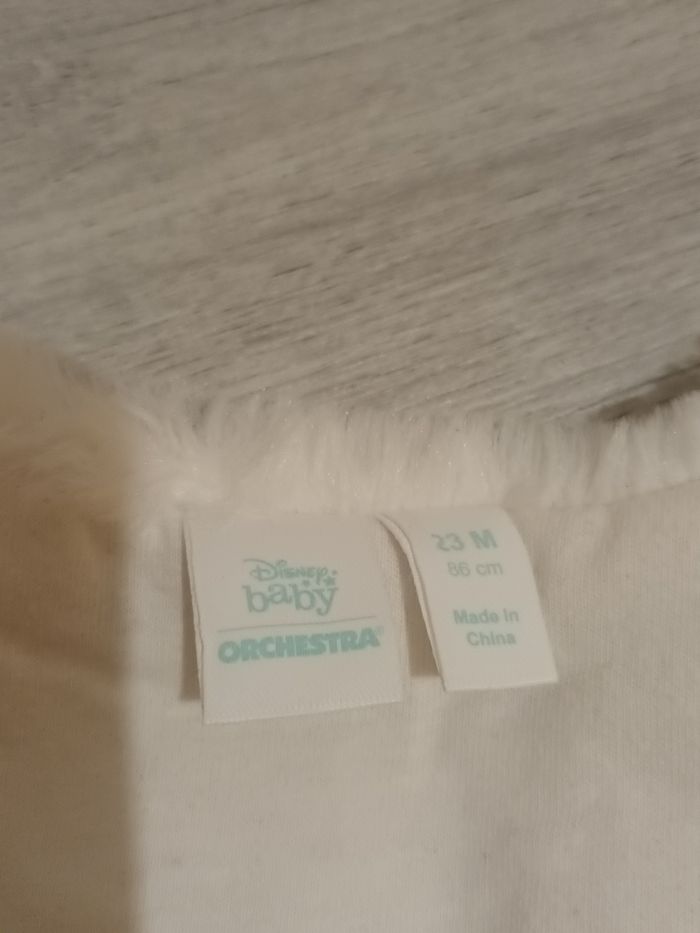 Disney
baby
ORCHESTRA
23 M
86 cm
Made in
China